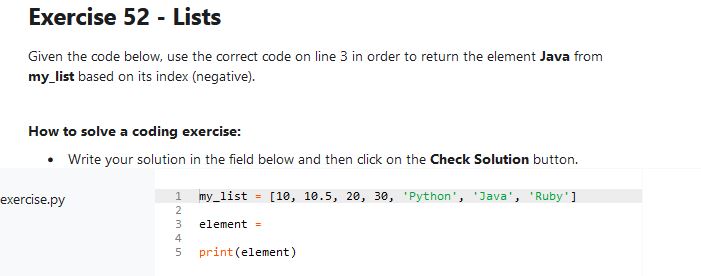 Exercise 52 - Lists
Given the code below, use the correct code on line 3 in order to return the element Java from
my_list based on its index (negative).
How to solve a coding exercise:
• Write your solution in the field below and then click on the Check Solution button.
exercise.py
1 my_list = [10, 10.5, 20, 30, 'Python', 'Java', 'Ruby']
2
3 element =
4
5 print(element)